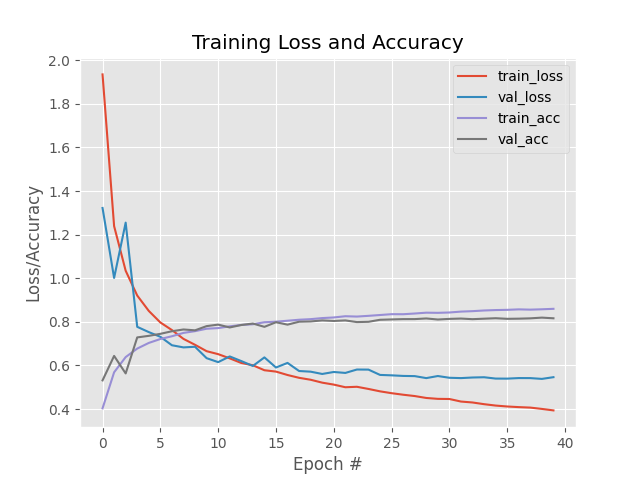 Training Loss and Accuracy
2.0
1.8
1.6
1.4
1.2
1.0
0.8
0.6
0.4
Loss/Accuracy
train_loss
val_loss
train_acc
val_acc
0 5 10 15 20 25 30 35 40
Epoch #